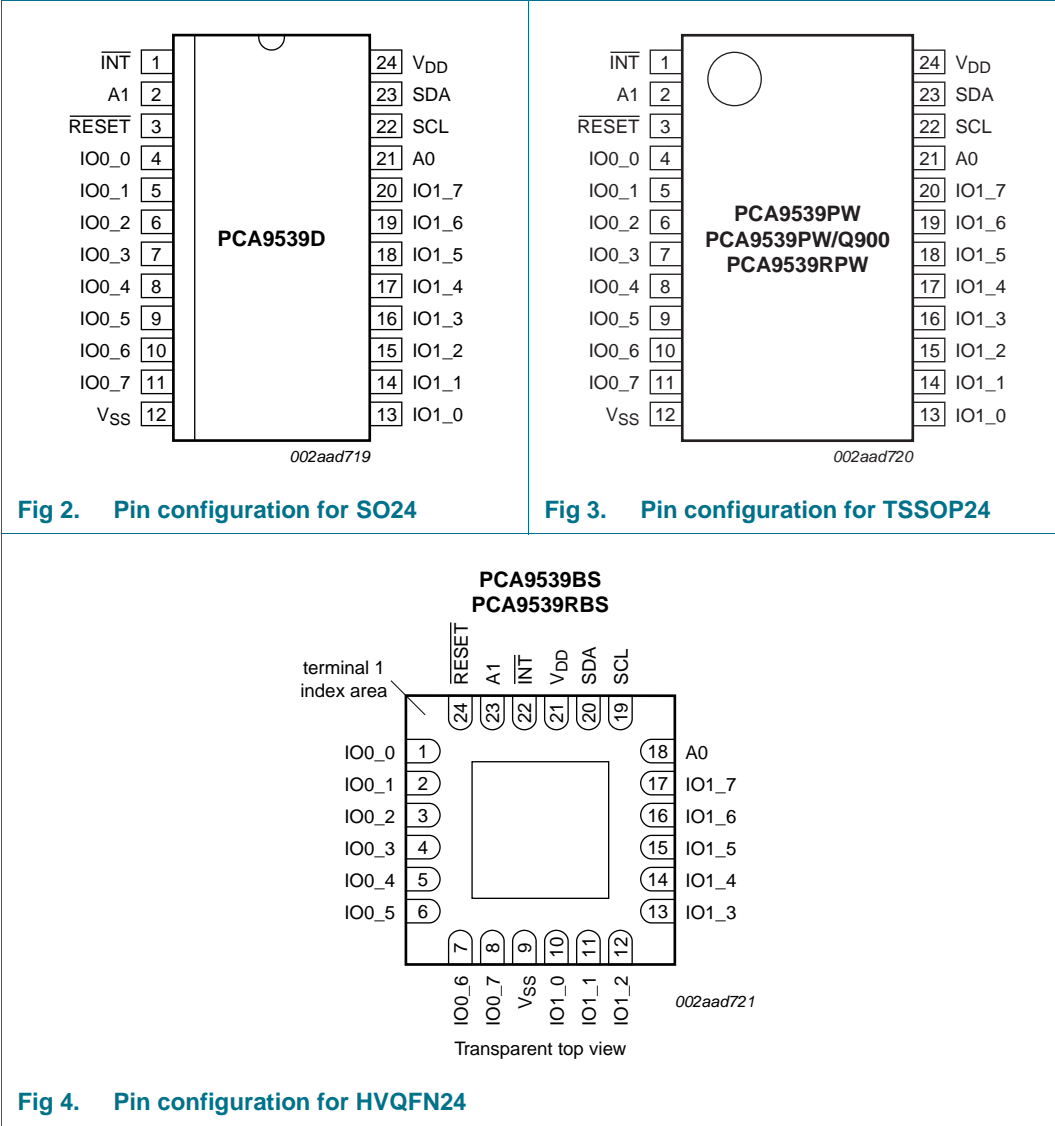 INT 1
A1 2
RESET 3
IO0_0 4
IO0_1 5
IO0_2 6
IO0_3 7
IO0_4 8
IO0_5 9
IO0_6 10
IO0_7 11
VSS 12
PCA9539D
24 VDD
23 SDA
22 SCL
21 A0
20 IO1_7
19 IO1_6
18 IO1_5
17 IO1_4
16 IO1_3
15 IO1_2
14 IO1_1
13 IO1_0
002aad719
Fig 2. Pin configuration for SO24
INT 1
A1 2
RESET 3
IO0_0 4
IO0_1 5
IO0_2 6
IO0_3 7
IO0_4 8
IO0_5 9
IO0_6 10
IO0_7 11
VSS 12
PCA9539PW
PCA9539PW/Q900
PCA9539RPW
24 VDD
23 SDA
22 SCL
21 A0
20 IO1_7
19 IO1_6
18 IO1_5
17 IO1_4
16 IO1_3
15 IO1_2
14 IO1_1
13 IO1_0
002aad720
Fig 3. Pin configuration for TSSOP24
PCA9539BS
PCA9539RBS
terminal 1
index area
RESET 24
A1 23
INT 22
VDD 21
SDA 20
SCL 19
IO0_0 1
IO0_1 2
IO0_2 3
IO0_3 4
IO0_4 5
IO0_5 6
18 A0
17 IO1_7
16 IO1_6
15 IO1_5
14 IO1_4
13 IO1_3
7 IO0_6
8 IO0_7
9 VSS
10 IO1_0
11 IO1_1
12 IO1_2
002aad721
Transparent top view
Fig 4. Pin configuration for HVQFN24